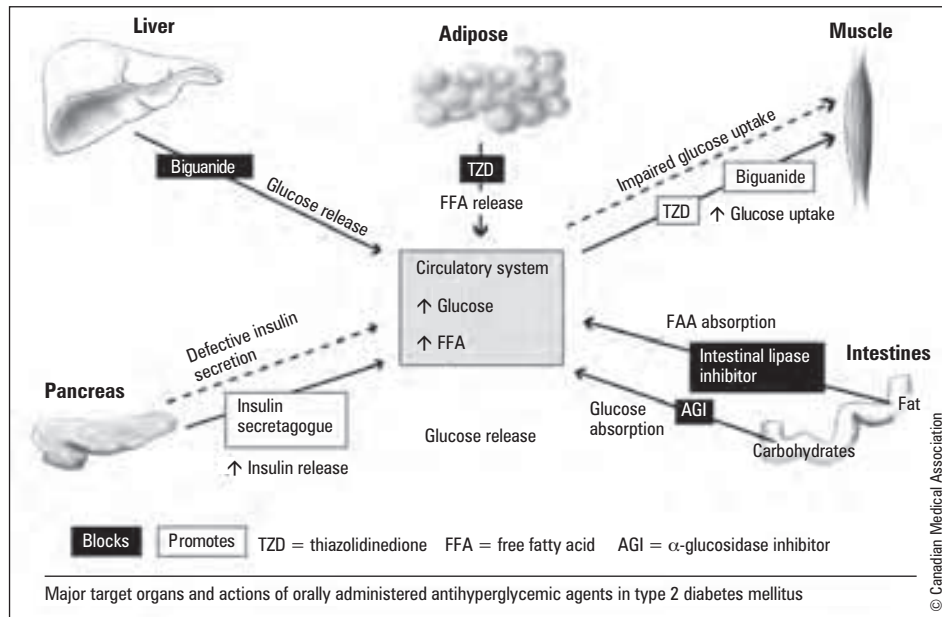 Liver
Adipose
Muscle
Biguanide
Glucose release
TZD
FFA release
Impaired glucose uptake
Biguanide
TZD
↑ Glucose uptake
Circulatory system
↑ Glucose
↑ FFA
Defective insulin
secretion
Pancreas
Insulin
secretagogue
↑ Insulin release
Glucose release
FAA absorption
Intestinal lipase
inhibitor
Intestines
Fat
Glucose
absorption
AGI
Carbohydrates
Blocks Promotes TZD = thiazolidinedione FFA = free fatty acid AGI = α-glucosidase inhibitor
Major target organs and actions of orally administered antihyperglycemic agents in type 2 diabetes mellitus
© Canadian Medical Association